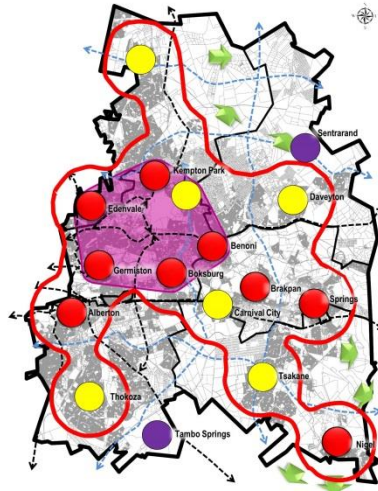 Sentrarand
Kempton Park
Edenvale
Daveyton
Benoni
Germiston
Boksburg
Brakpan
Springs
Alberton
Carnival City
Tsakane
Thokoza
Tambo Springs
Nigel